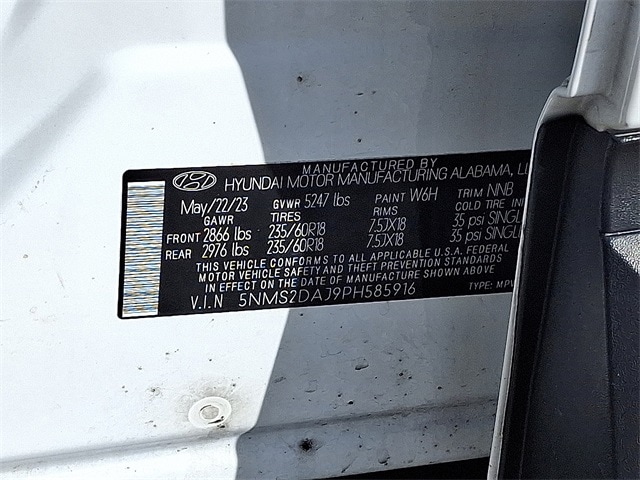 MANUFACTURED BY
HYUNDAI MOTOR MANUFACTURING ALABAMA,
May/22/23 GVWR 5247 lbs PAINT W6H TRIM NNB
GAWR TIRES RIMS COLD TIRE
FRONT 2866 lbs 235/60R18 7.5JX18 35 psi SINGL
REAR 2976 lbs 235/60R18 7.5JX18 35 psi SINGL
THIS VEHICLE CONFORMS TO ALL APPLICABLE U.S.A. FEDERAL
MOTOR VEHICLE SAFETY AND THEFT PREVENTION STANDARDS
IN EFFECT ON THE DATE OF MANUFACTURE SHOWN ABOVE
V.I.N 5NMS2DAJ9PH585916 TYPE: MPV